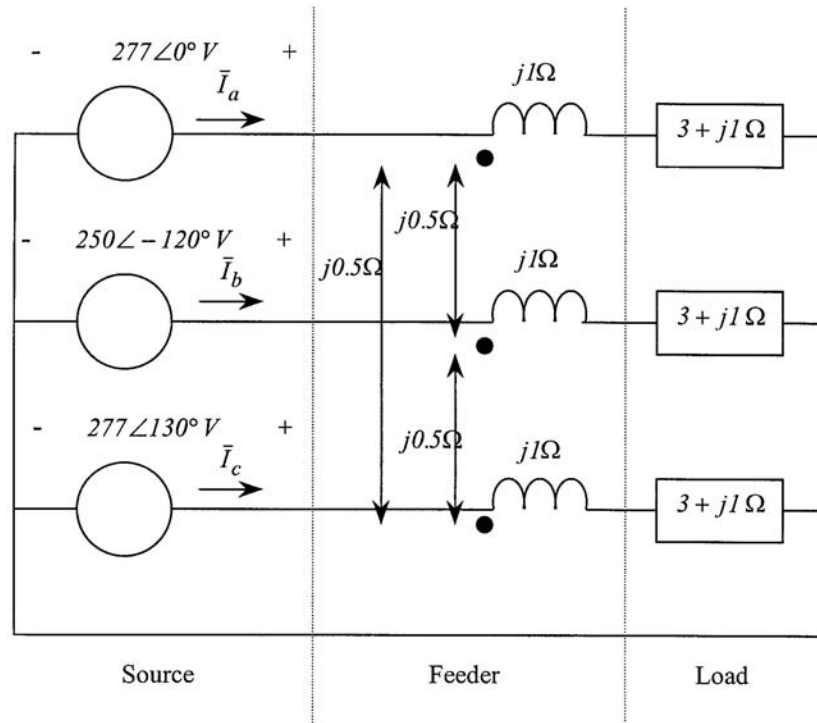 - 277∠0° V +
Ī_a
j1Ω
3 + j1 Ω
- 250∠-120° V +
Ī_b
j0.5Ω
j0.5Ω
j1Ω
3 + j1 Ω
- 277∠130° V +
Ī_c
j0.5Ω
j1Ω
3 + j1 Ω
Source Feeder Load